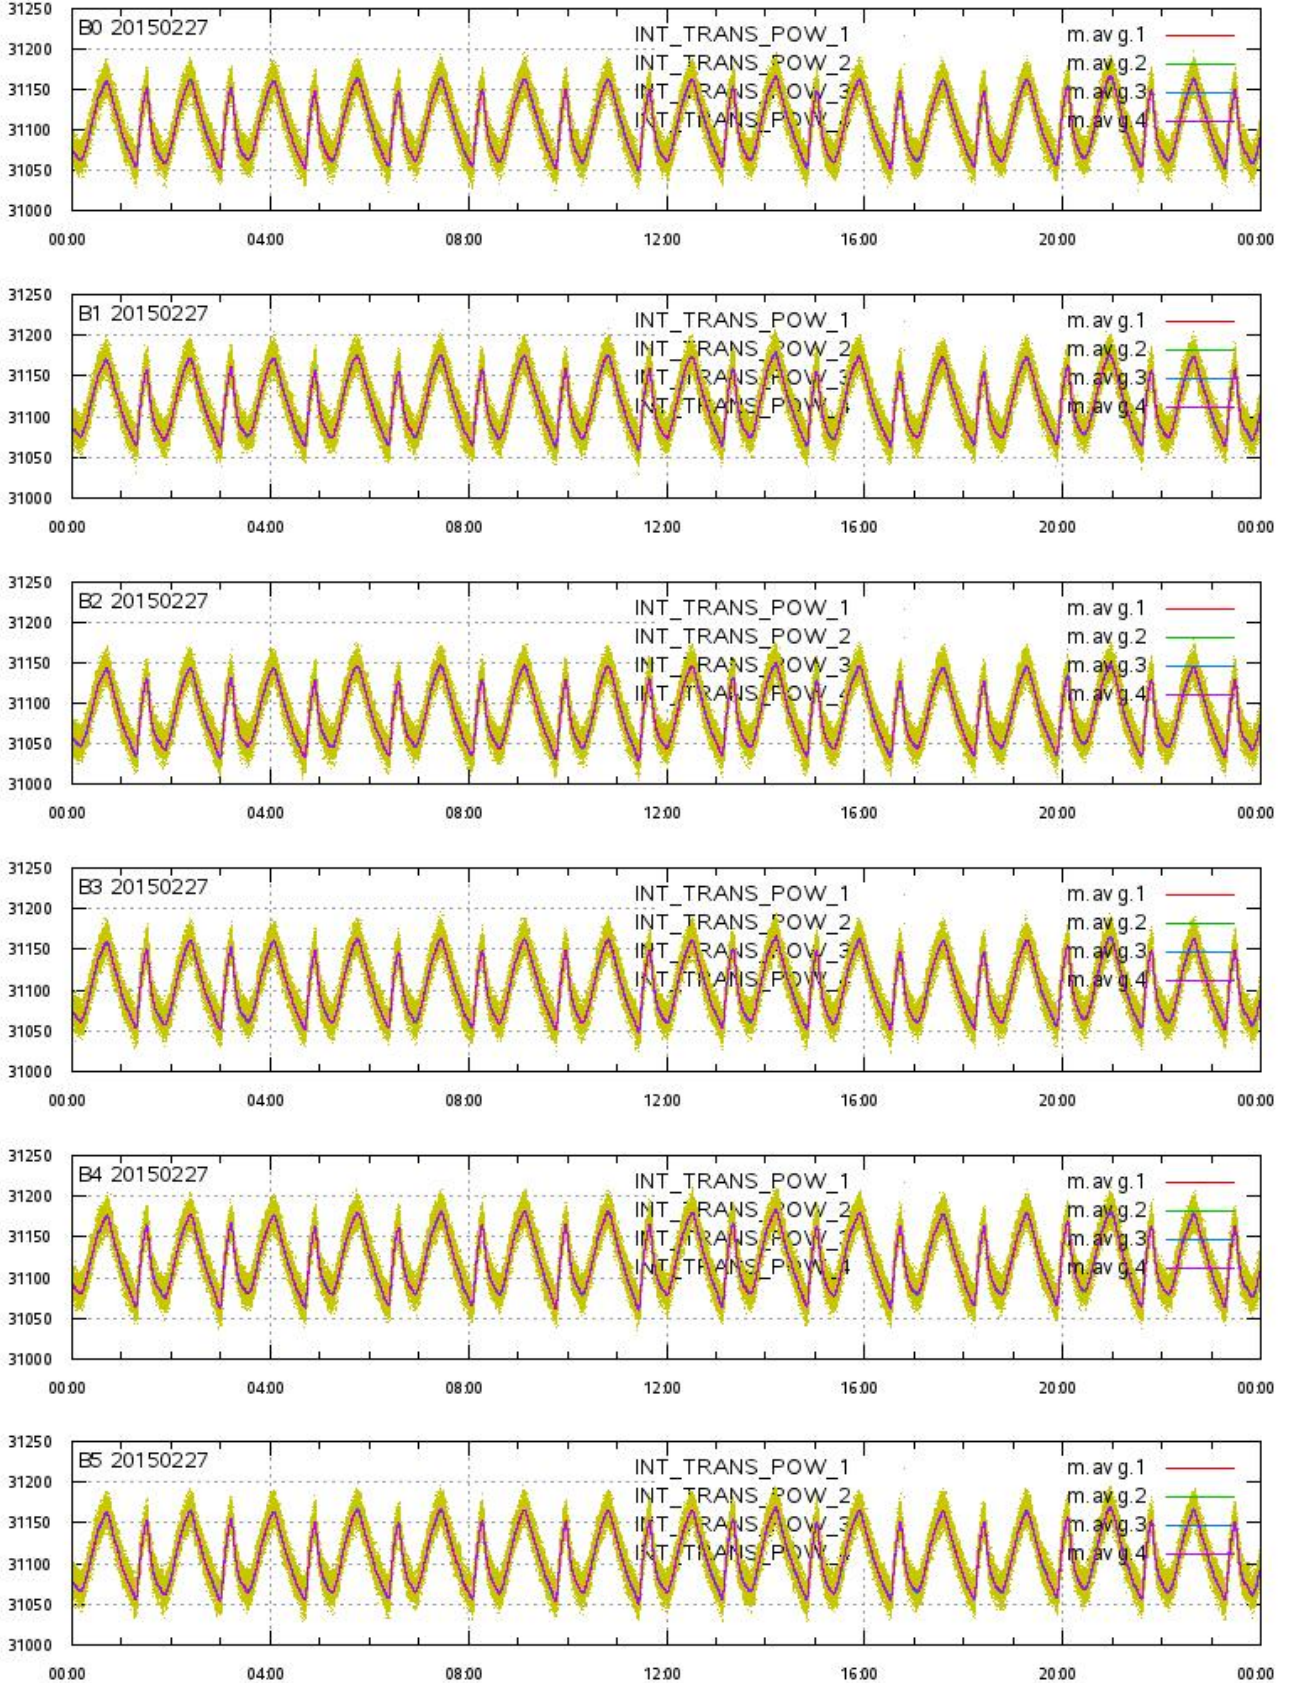 31250
B0 20150227 INT_TRANS_POW_1 m.avg.1
31200
INT_TRANS_POW_2 m.avg.2
31150
INT_TRANS_POW_3 m.avg.3
31100
INT_TRANS_POW_4 m.avg.4
31050
31000
00:00 04:00 08:00 12:00 16:00 20:00 00:00
31250
B1 20150227 INT_TRANS_POW_1 m.avg.1
31200
INT_TRANS_POW_2 m.avg.2
31150
INT_TRANS_POW_3 m.avg.3
31100
INT_TRANS_POW_4 m.avg.4
31050
31000
00:00 04:00 08:00 12:00 16:00 20:00 00:00
31250
B2 20150227 INT_TRANS_POW_1 m.avg.1
31200
INT_TRANS_POW_2 m.avg.2
31150
INT_TRANS_POW_3 m.avg.3
31100
INT_TRANS_POW_4 m.avg.4
31050
31000
00:00 04:00 08:00 12:00 16:00 20:00 00:00
31250
B3 20150227 INT_TRANS_POW_1 m.avg.1
31200
INT_TRANS_POW_2 m.avg.2
31150
INT_TRANS_POW_3 m.avg.3
31100
INT_TRANS_POW_4 m.avg.4
31050
31000
00:00 04:00 08:00 12:00 16:00 20:00 00:00
31250
B4 20150227 INT_TRANS_POW_1 m.avg.1
31200
INT_TRANS_POW_2 m.avg.2
31150
INT_TRANS_POW_3 m.avg.3
31100
INT_TRANS_POW_4 m.avg.4
31050
31000
00:00 04:00 08:00 12:00 16:00 20:00 00:00
31250
B5 20150227 INT_TRANS_POW_1 m.avg.1
31200
INT_TRANS_POW_2 m.avg.2
31150
INT_TRANS_POW_3 m.avg.3
31100
INT_TRANS_POW_4 m.avg.4
31050
31000
00:00 04:00 08:00 12:00 16:00 20:00 00:00